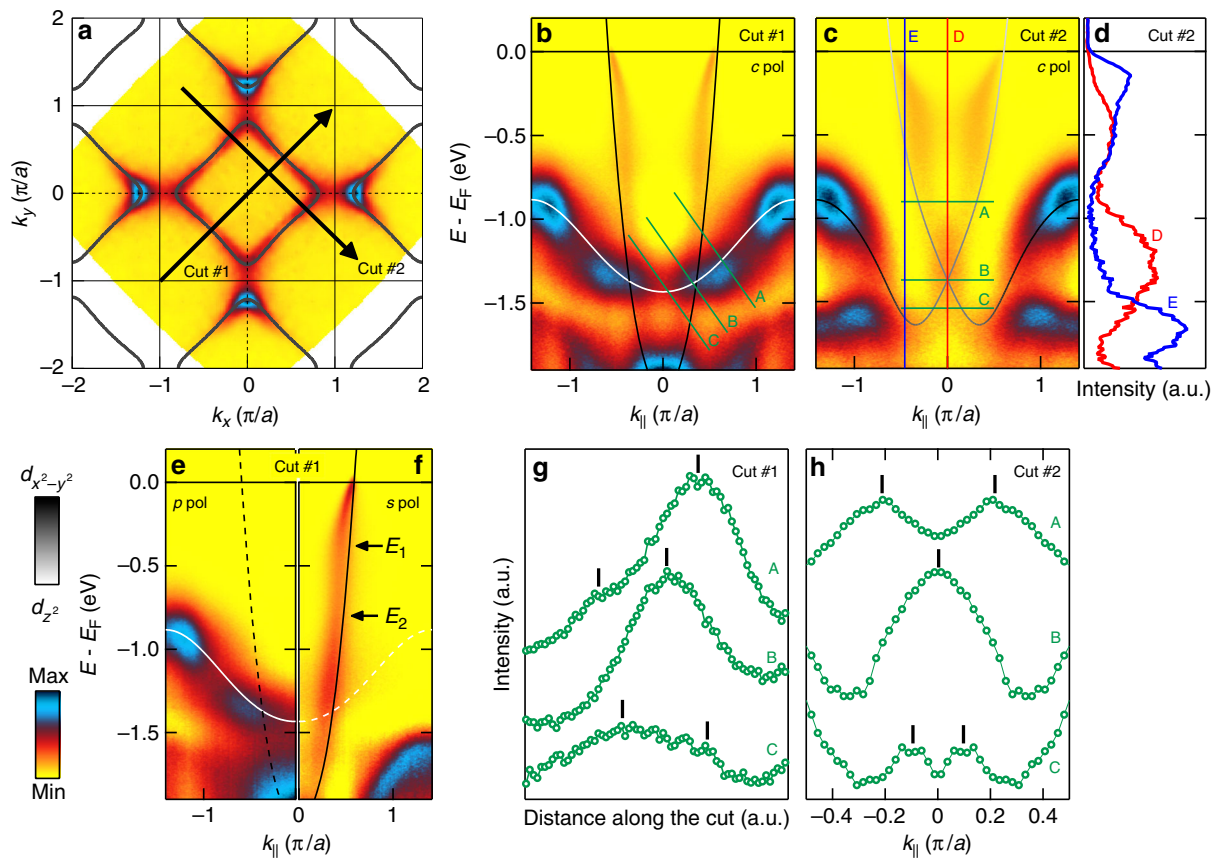 a
2
1
0
−1
−2
k_y (π/a)
−2
−1
0
1
2
k_x (π/a)
Cut #1
Cut #2
b
Cut #1
c pol
0.0
−0.5
−1.0
−1.5
E - E_F (eV)
A
B
C
−1
0
1
k_|| (π/a)
c
E
D
Cut #2
c pol
A
B
C
−1
0
1
k_|| (π/a)
d
Cut #2
D
E
Intensity (a.u.)
d_{x²−y²}
d_{z²}
Max
Min
e
Cut #1
f
p pol
s pol
0.0
−0.5
−1.0
−1.5
E - E_F (eV)
E_1
E_2
−1
0
1
k_|| (π/a)
g
Cut #1
A
B
C
Intensity (a.u.)
Distance along the cut (a.u.)
h
Cut #2
A
B
C
−0.4
−0.2
0
0.2
0.4
k_|| (π/a)